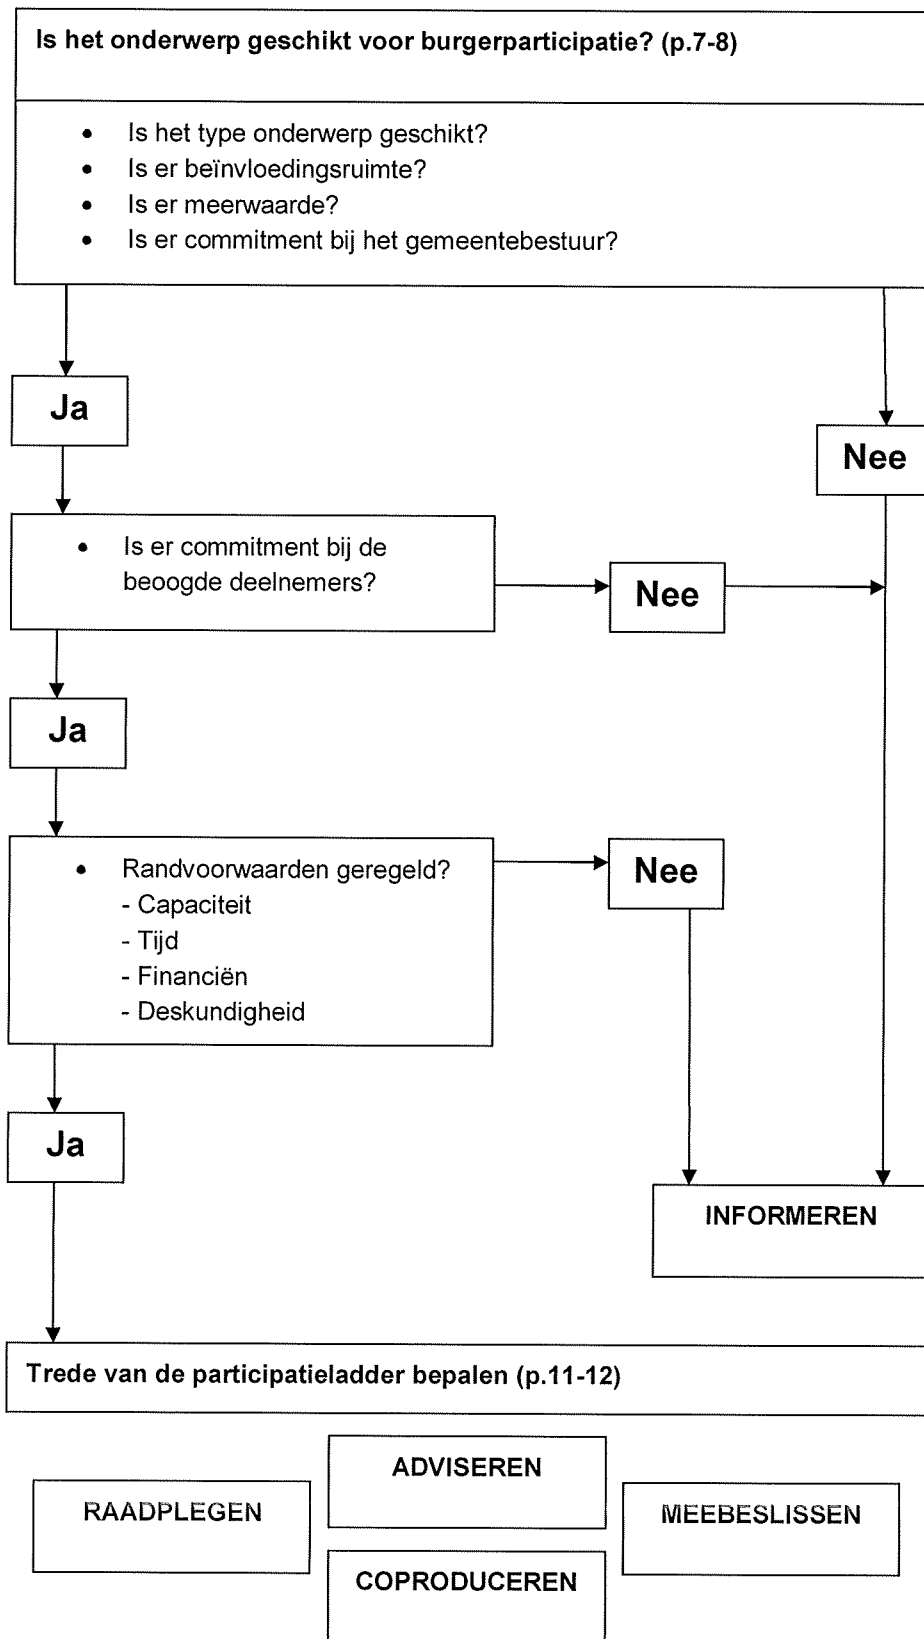 Is het onderwerp geschikt voor burgerparticipatie? (p.7-8)
• Is het type onderwerp geschikt?
• Is er beïnvloedingsruimte?
• Is er meerwaarde?
• Is er commitment bij het gemeentebestuur?
Ja
Nee
• Is er commitment bij de
beoogde deelnemers?
Nee
Ja
• Randvoorwaarden geregeld?
- Capaciteit
- Tijd
- Financiën
- Deskundigheid
Nee
Ja
INFORMEREN
Trede van de participatieladder bepalen (p.11-12)
ADVISEREN
RAADPLEGEN
MEEBESLISSEN
COPRODUCEREN